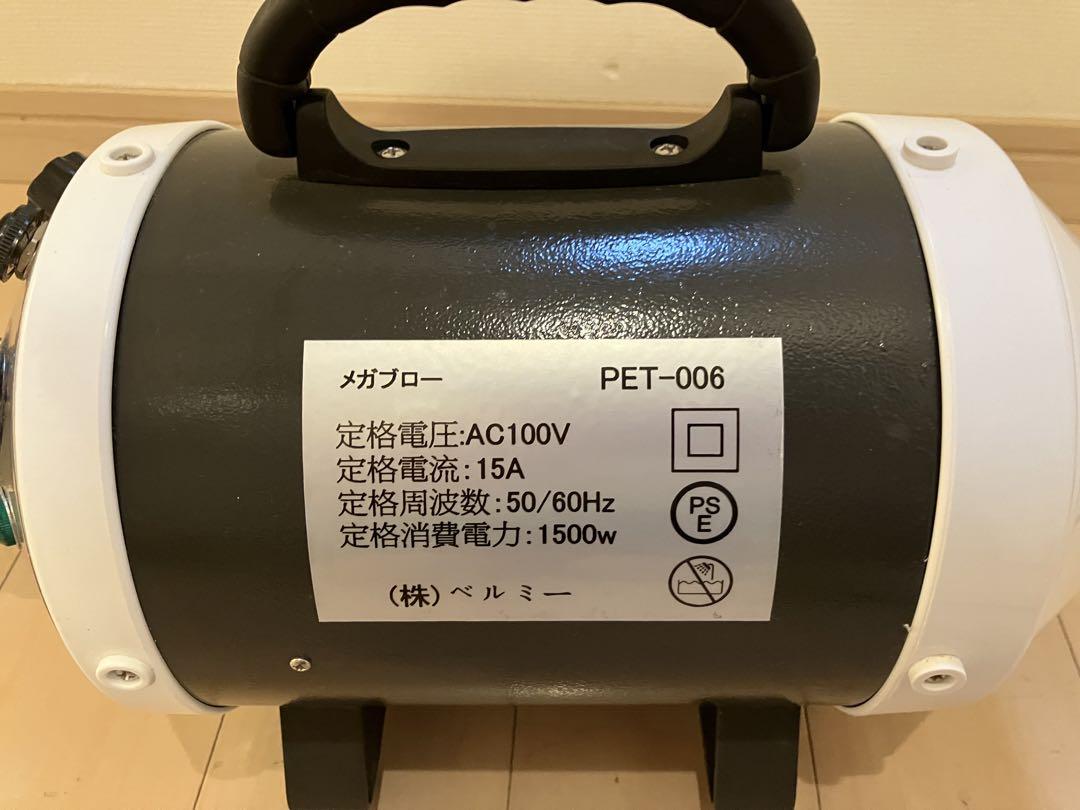 メガブロー PET-006
定格電圧:AC100V
定格電流:15A
定格周波数:50/60Hz
定格消費電力:1500w
PS
E
(株)ベルミー